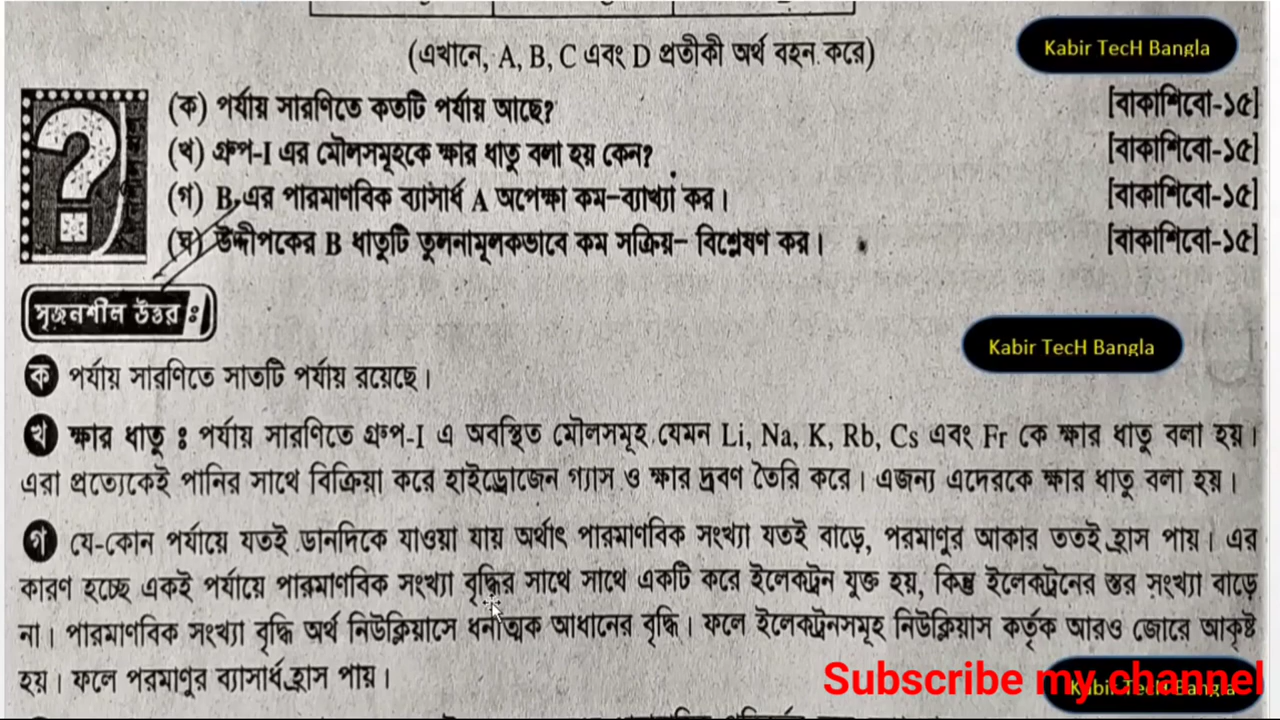 (এখানে, A, B, C এবং D প্রতীকী অর্থ বহন করে)
Kabir TecH Bangla
(ক) পর্যায় সারণিতে কতটি পর্যায় আছে? [বাকাশিবো-১৫]
(খ) গ্রুপ-I এর মৌলসমূহকে ক্ষার ধাতু বলা হয় কেন? [বাকাশিবো-১৫]
(গ) B এর পারমাণবিক ব্যাসার্ধ A অপেক্ষা কম–ব্যাখ্যা কর। [বাকাশিবো-১৫]
(ঘ) উদ্দীপকের B ধাতুটি তুলনামূলকভাবে কম সক্রিয়– বিশ্লেষণ কর। [বাকাশিবো-১৫]
সৃজনশীল উত্তর ঃ
Kabir TecH Bangla
ক পর্যায় সারণিতে সাতটি পর্যায় রয়েছে।
খ ক্ষার ধাতু ঃ পর্যায় সারণিতে গ্রুপ-I এ অবস্থিত মৌলসমূহ যেমন Li, Na, K, Rb, Cs এবং Fr কে ক্ষার ধাতু বলা হয়।
এরা প্রত্যেকেই পানির সাথে বিক্রিয়া করে হাইড্রোজেন গ্যাস ও ক্ষার দ্রবণ তৈরি করে। এজন্য এদেরকে ক্ষার ধাতু বলা হয়।
গ যে-কোন পর্যায়ে যতই ডানদিকে যাওয়া যায় অর্থাৎ পারমাণবিক সংখ্যা যতই বাড়ে, পরমাণুর আকার ততই হ্রাস পায়। এর
কারণ হচ্ছে একই পর্যায়ে পারমাণবিক সংখ্যা বৃদ্ধির সাথে সাথে একটি করে ইলেকট্রন যুক্ত হয়, কিন্তু ইলেকট্রনের স্তর সংখ্যা বাড়ে
না। পারমাণবিক সংখ্যা বৃদ্ধি অর্থ নিউক্লিয়াসে ধনাত্মক আধানের বৃদ্ধি। ফলে ইলেকট্রনসমূহ নিউক্লিয়াস কর্তৃক আরও জোরে আকৃষ্ট
হয়। ফলে পরমাণুর ব্যাসার্ধ হ্রাস পায়।
Subscribe my channel
Kabir TecH Bangla